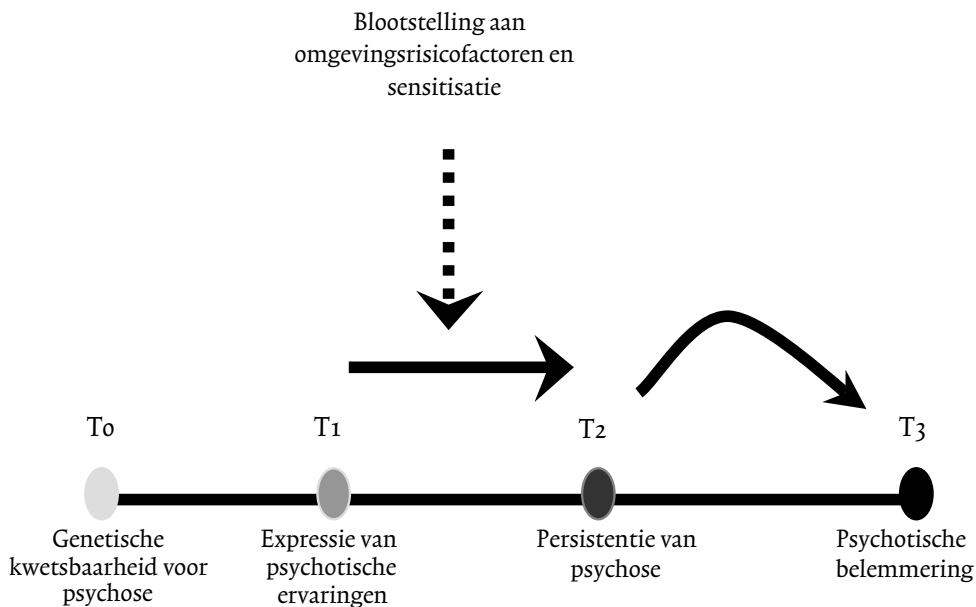 Blootstelling aan
omgevingsrisicofactoren en
sensitisatie
T0
T1
T2
T3
Genetische
kwetsbaarheid voor
psychose
Expressie van
psychotische
ervaringen
Persistentie van
psychose
Psychotische
belemmering